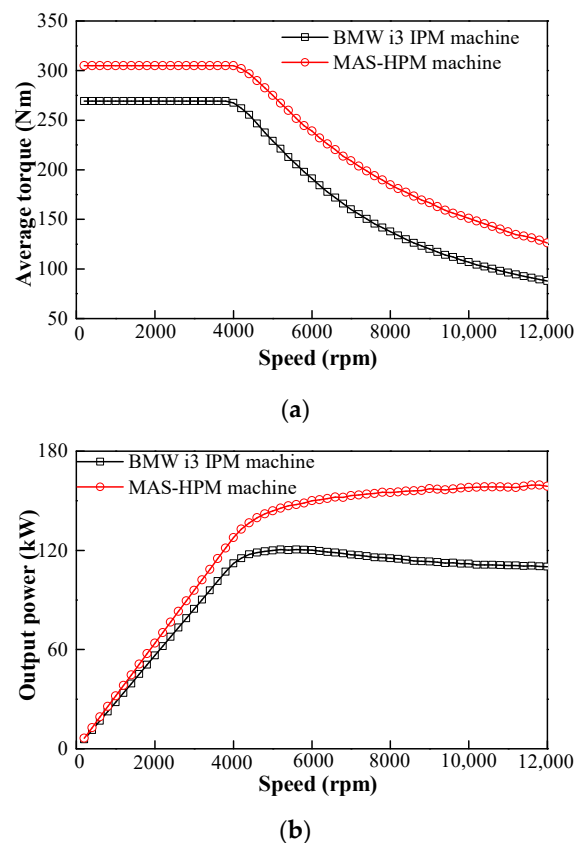 350
BMW i3 IPM machine
MAS-HPM machine
300
250
200
150
100
50
Average torque (Nm)
0 2000 4000 6000 8000 10,000 12,000
Speed (rpm)
(a)
180
BMW i3 IPM machine
MAS-HPM machine
120
60
0
Output power (kW)
0 2000 4000 6000 8000 10,000 12,000
Speed (rpm)
(b)